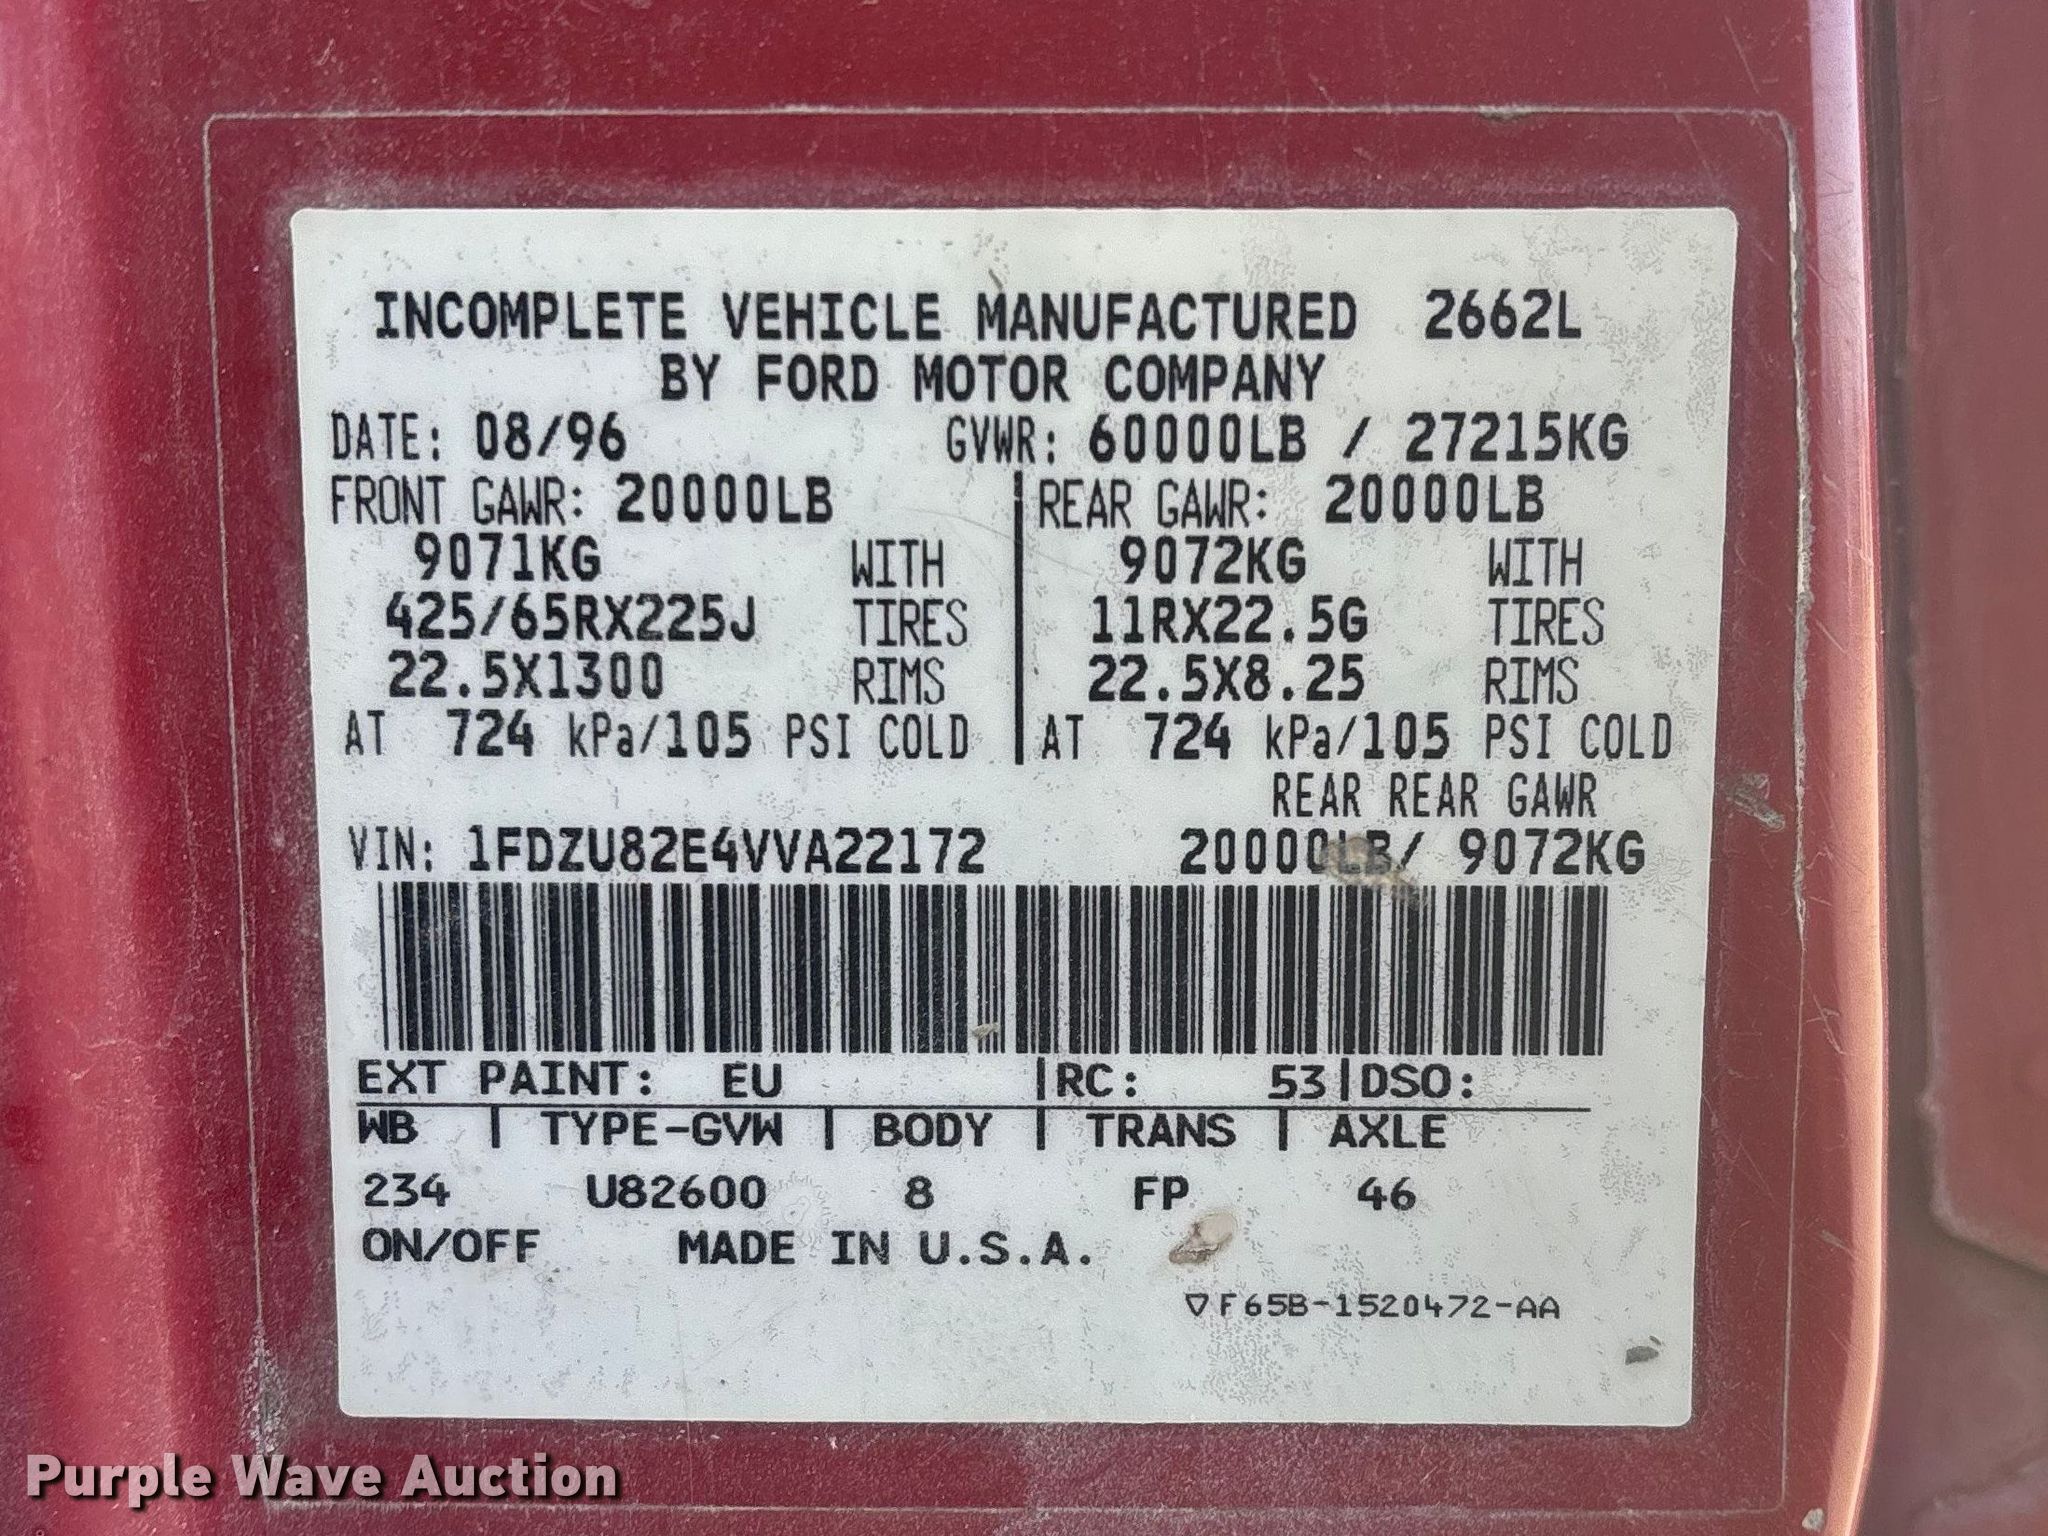 INCOMPLETE VEHICLE MANUFACTURED 2662L
BY FORD MOTOR COMPANY
DATE: 08/96 GVWR: 60000LB / 27215KG
FRONT GAWR: 20000LB REAR GAWR: 20000LB
9071KG WITH 9072KG WITH
425/65RX225J TIRES 11RX22.5G TIRES
22.5X1300 RIMS 22.5X8.25 RIMS
AT 724 kPa/105 PSI COLD AT 724 kPa/105 PSI COLD
REAR REAR GAWR
VIN: 1FDZU82E4VVA22172 20000LB/ 9072KG
EXT PAINT: EU |RC: 53|DSO:
WB | TYPE-GVW | BODY | TRANS | AXLE
234 U82600 8 FP 46
ON/OFF MADE IN U.S.A.
▽F65B-1520472-AA
Purple Wave Auction